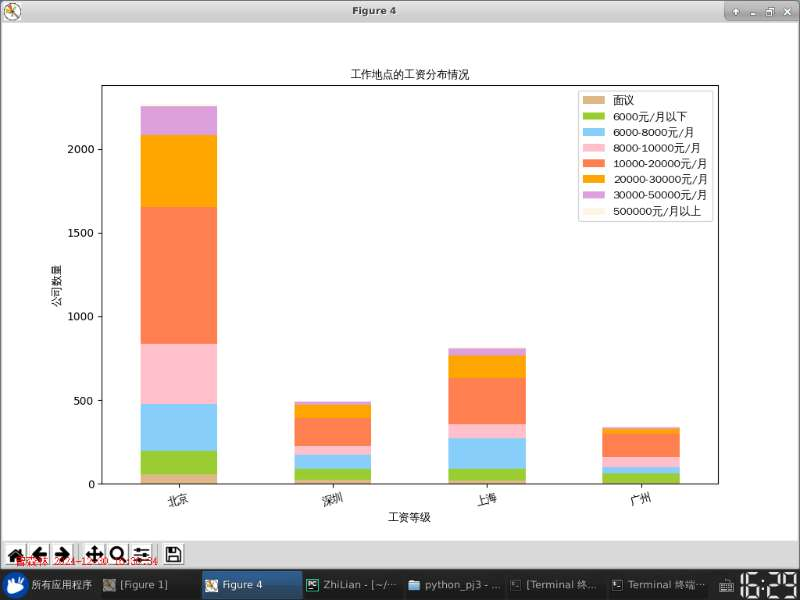 Figure 4
工作地点的工资分布情况
2000
1500
1000
500
0
公司数量
面议
6000元/月以下
6000-8000元/月
8000-10000元/月
10000-20000元/月
20000-30000元/月
30000-50000元/月
500000元/月以上
北京
深圳
上海
广州
工资等级
所有应用程序
[Figure 1]
Figure 4
ZhiLian - [~/···
python_pj3 - ...
[Terminal 终...
Terminal 终端···
16:29